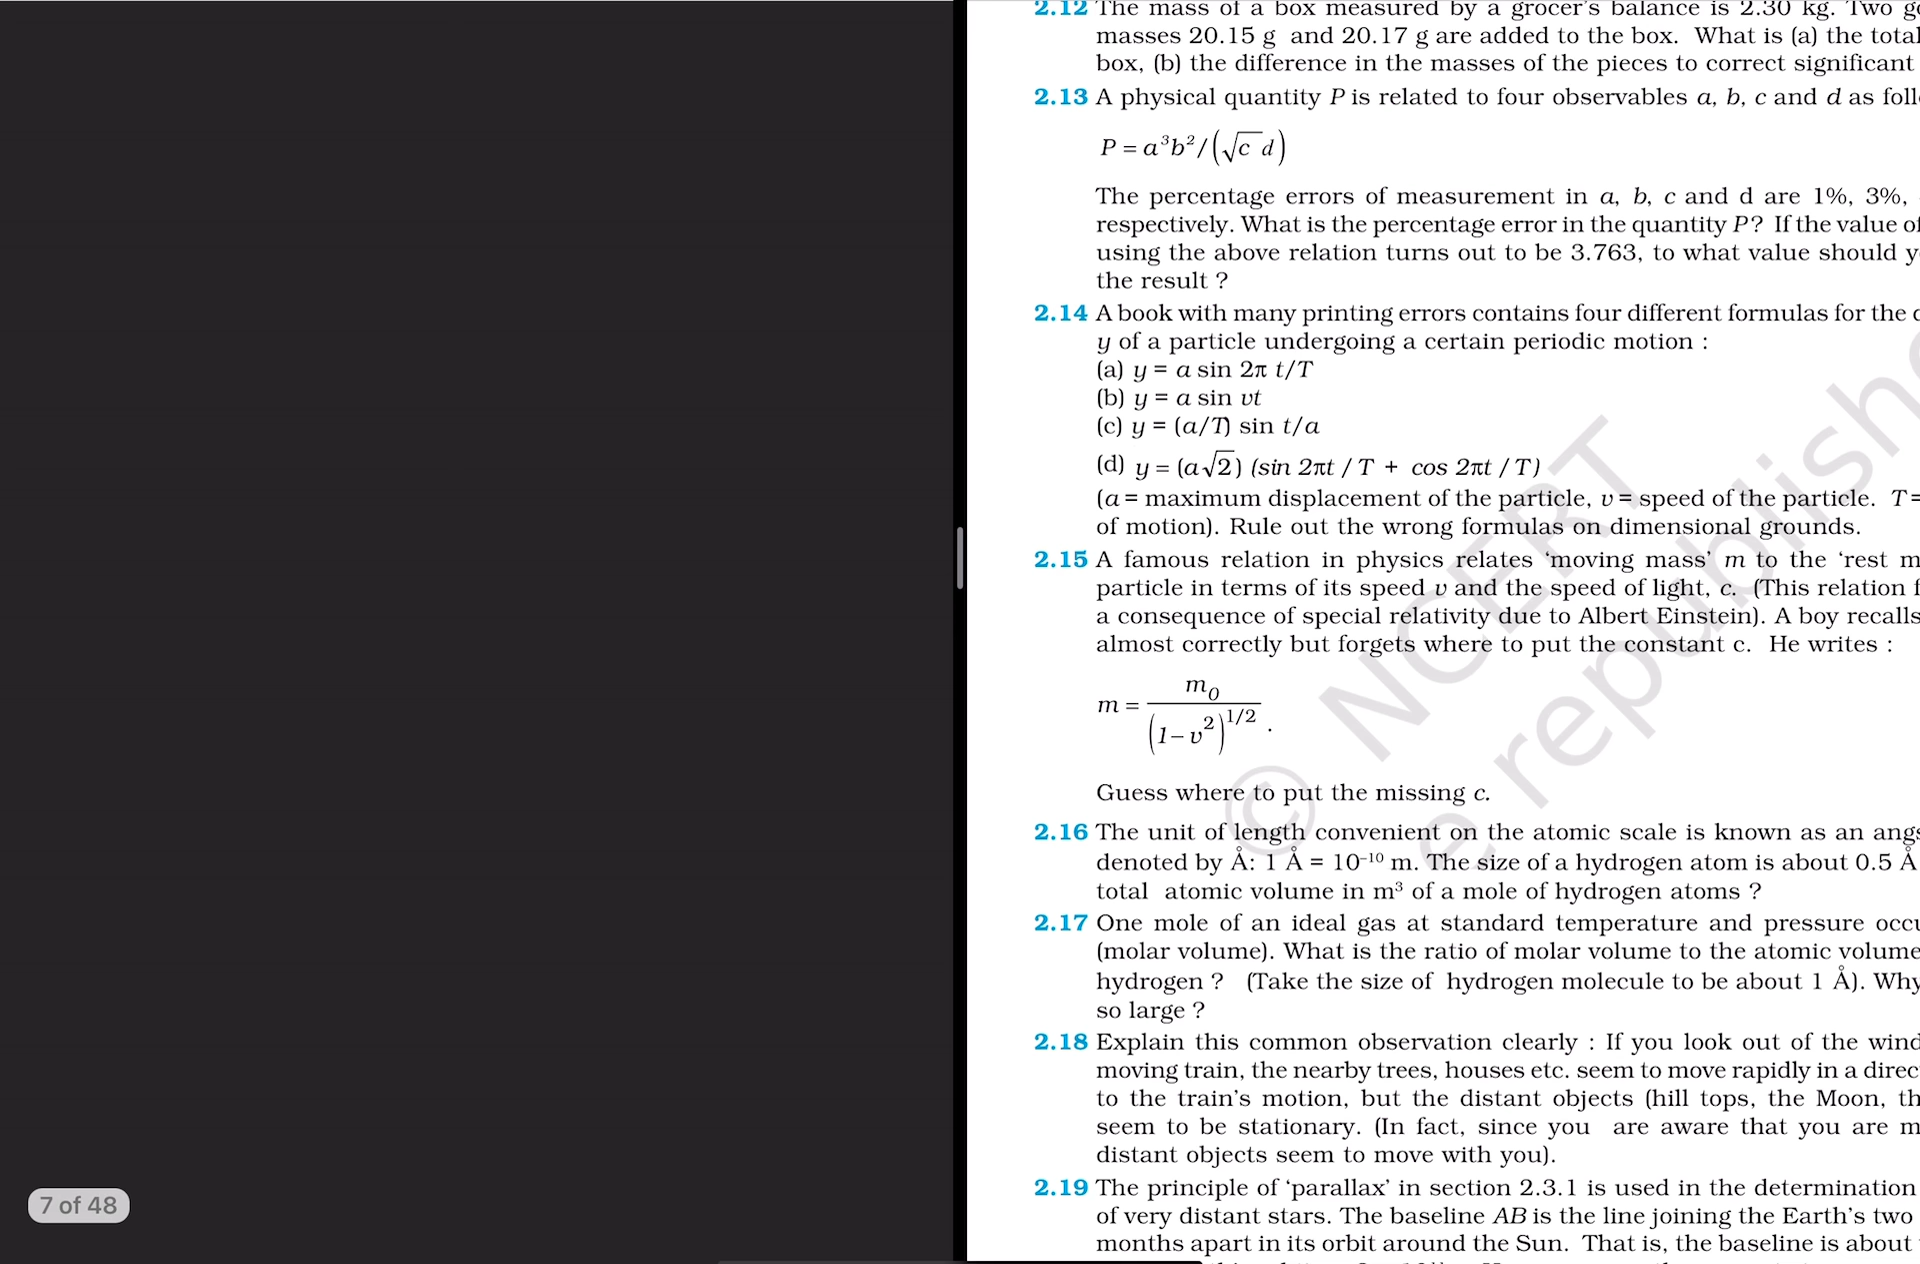 2.12 The mass of a box measured by a grocer's balance is 2.30 kg. Two
masses 20.15 g and 20.17 g are added to the box. What is (a) the total
box, (b) the difference in the masses of the pieces to correct significant
2.13 A physical quantity P is related to four observables a, b, c and d as
P = a³b²/(√c d)
The percentage errors of measurement in a, b, c and d are 1%, 3%,
respectively. What is the percentage error in the quantity P? If the value of
using the above relation turns out to be 3.763, to what value should
the result ?
2.14 A book with many printing errors contains four different formulas for the
y of a particle undergoing a certain periodic motion :
(a) y = a sin 2π t/T
(b) y = a sin vt
(c) y = (a/T) sin t/a
(d) y = (a√2) (sin 2πt / T + cos 2πt / T)
(a = maximum displacement of the particle, v = speed of the particle. T =
of motion). Rule out the wrong formulas on dimensional grounds.
2.15 A famous relation in physics relates ‘moving mass’ m to the ‘rest
particle in terms of its speed v and the speed of light, c. (This relation
a consequence of special relativity due to Albert Einstein). A boy recalls
almost correctly but forgets where to put the constant c. He writes :
m = m₀ / (1 – v²)^1/2 .
Guess where to put the missing c.
2.16 The unit of length convenient on the atomic scale is known as an
denoted by Å: 1 Å = 10⁻¹⁰ m. The size of a hydrogen atom is about 0.5 Å
total atomic volume in m³ of a mole of hydrogen atoms ?
2.17 One mole of an ideal gas at standard temperature and pressure
(molar volume). What is the ratio of molar volume to the atomic volume
hydrogen ? (Take the size of hydrogen molecule to be about 1 Å). Why
so large ?
2.18 Explain this common observation clearly : If you look out of the
moving train, the nearby trees, houses etc. seem to move rapidly in a
to the train's motion, but the distant objects (hill tops, the Moon,
seem to be stationary. (In fact, since you are aware that you are
distant objects seem to move with you).
2.19 The principle of ‘parallax’ in section 2.3.1 is used in the determination
of very distant stars. The baseline AB is the line joining the Earth's two
months apart in its orbit around the Sun. That is, the baseline is about
© NCERT
7 of 48